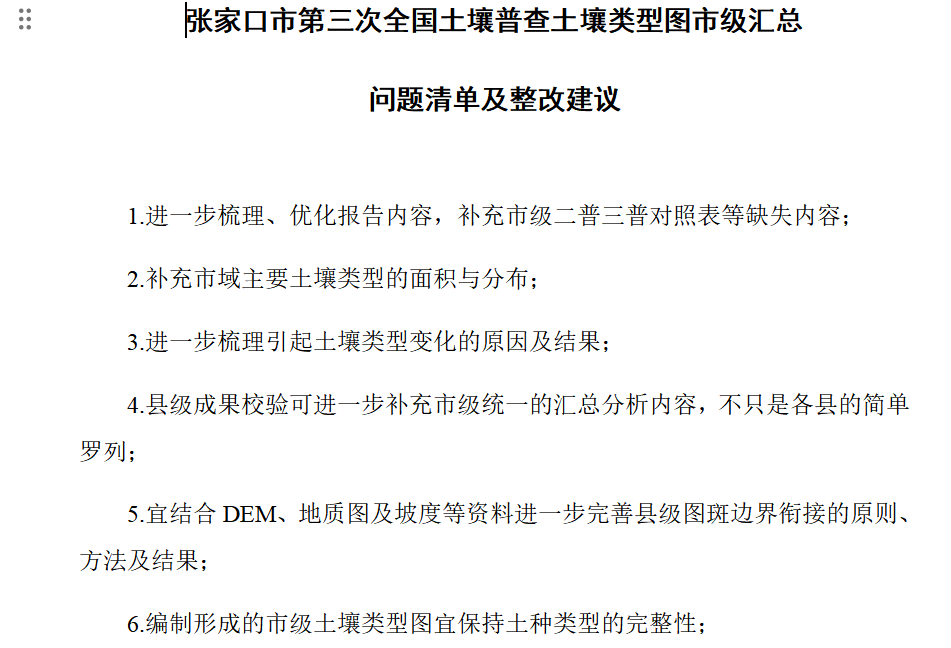 张家口市第三次全国土壤普查土壤类型图市级汇总
问题清单及整改建议
1.进一步梳理、优化报告内容，补充市级二普三普对照表等缺失内容；
2.补充市域主要土壤类型的面积与分布；
3.进一步梳理引起土壤类型变化的原因及结果；
4.县级成果校验可进一步补充市级统一的汇总分析内容，不只是各县的简单
罗列；
5.宜结合 DEM、地质图及坡度等资料进一步完善县级图斑边界衔接的原则、
方法及结果；
6.编制形成的市级土壤类型图宜保持土种类型的完整性；